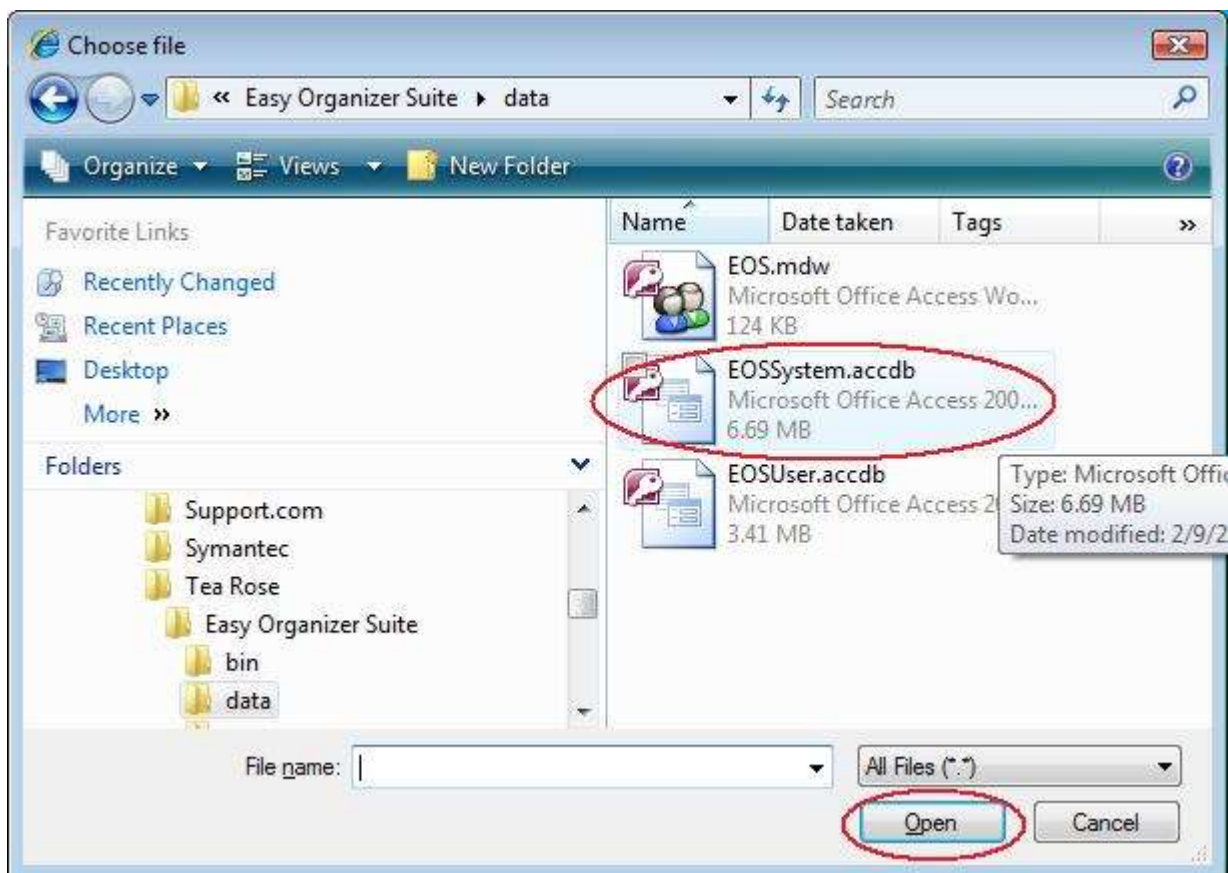 Choose file
« Easy Organizer Suite ▸ data
Search
Organize Views New Folder
Favorite Links
Recently Changed
Recent Places
Desktop
More »
Folders
Support.com
Symantec
Tea Rose
Easy Organizer Suite
bin
data
Name Date taken Tags »
EOS.mdw
Microsoft Office Access Wo...
124 KB
EOSSystem.accdb
Microsoft Office Access 200...
6.69 MB
EOSUser.accdb
Microsoft Office Access 2
3.41 MB
Type: Microsoft Offic
Size: 6.69 MB
Date modified: 2/9/2
File name:
All Files (*.*)
Open Cancel